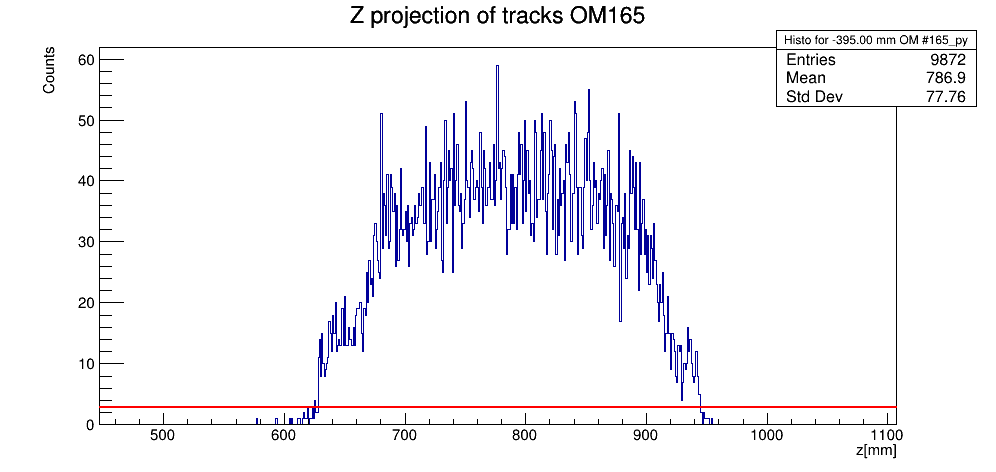 Z projection of tracks OM165
Histo for -395.00 mm OM #165_py
Entries 9872
Mean 786.9
Std Dev 77.76
Counts
60
50
40
30
20
10
0
500 600 700 800 900 1000 1100
z[mm]